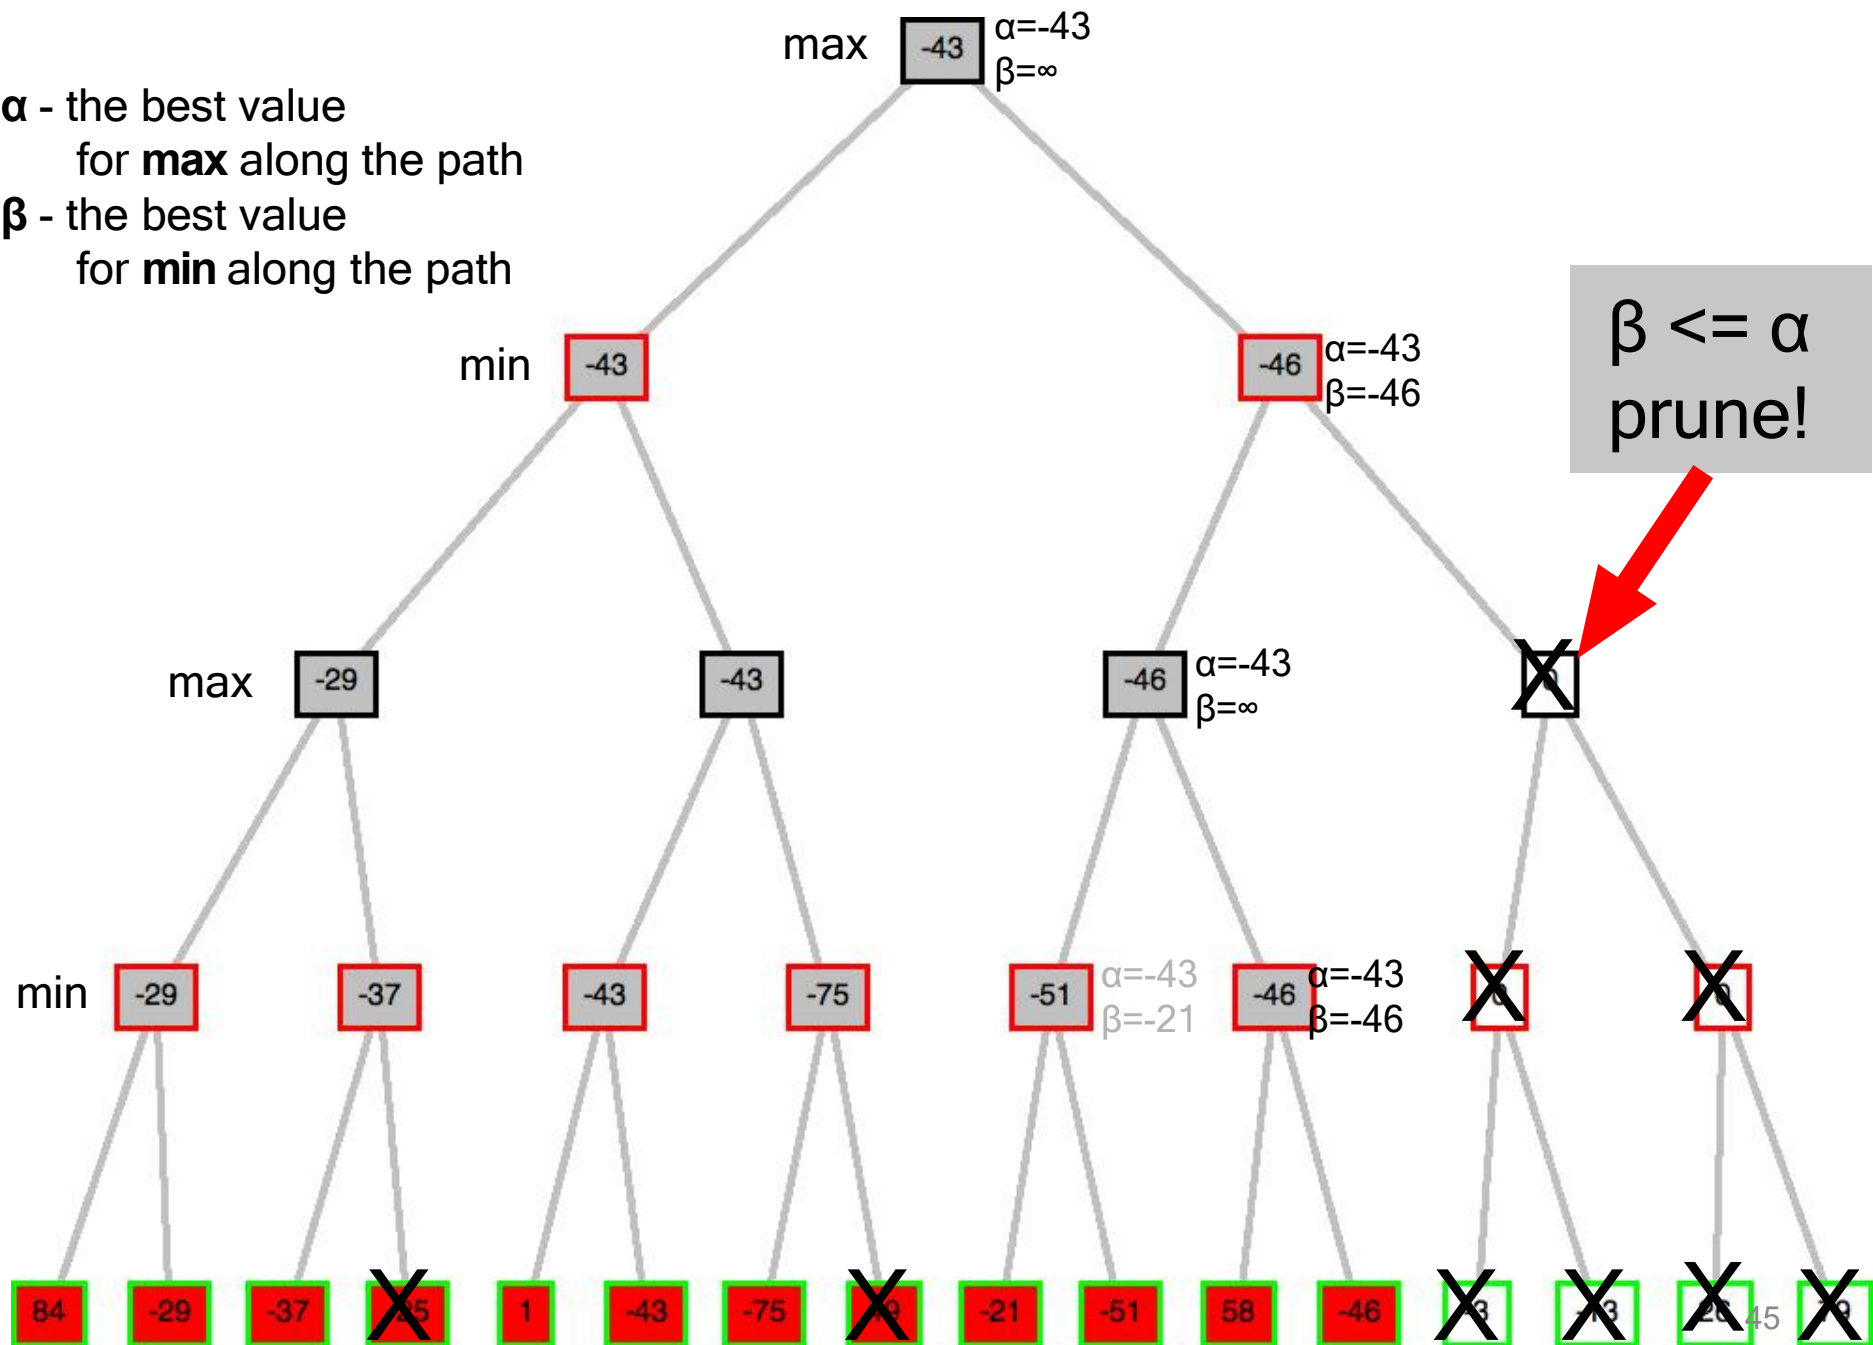 max -43 α=-43
β=∞
α - the best value
for max along the path
β - the best value
for min along the path
β <= α
prune!
min -43 -46 α=-43
β=-46
max -29 -43 -46 α=-43
β=∞
min -29 -37 -43 -75 -51 α=-43 -46 α=-43
β=-21 β=-46
84 -29 -37 1 -43 -75 -21 -51 58 -46 45